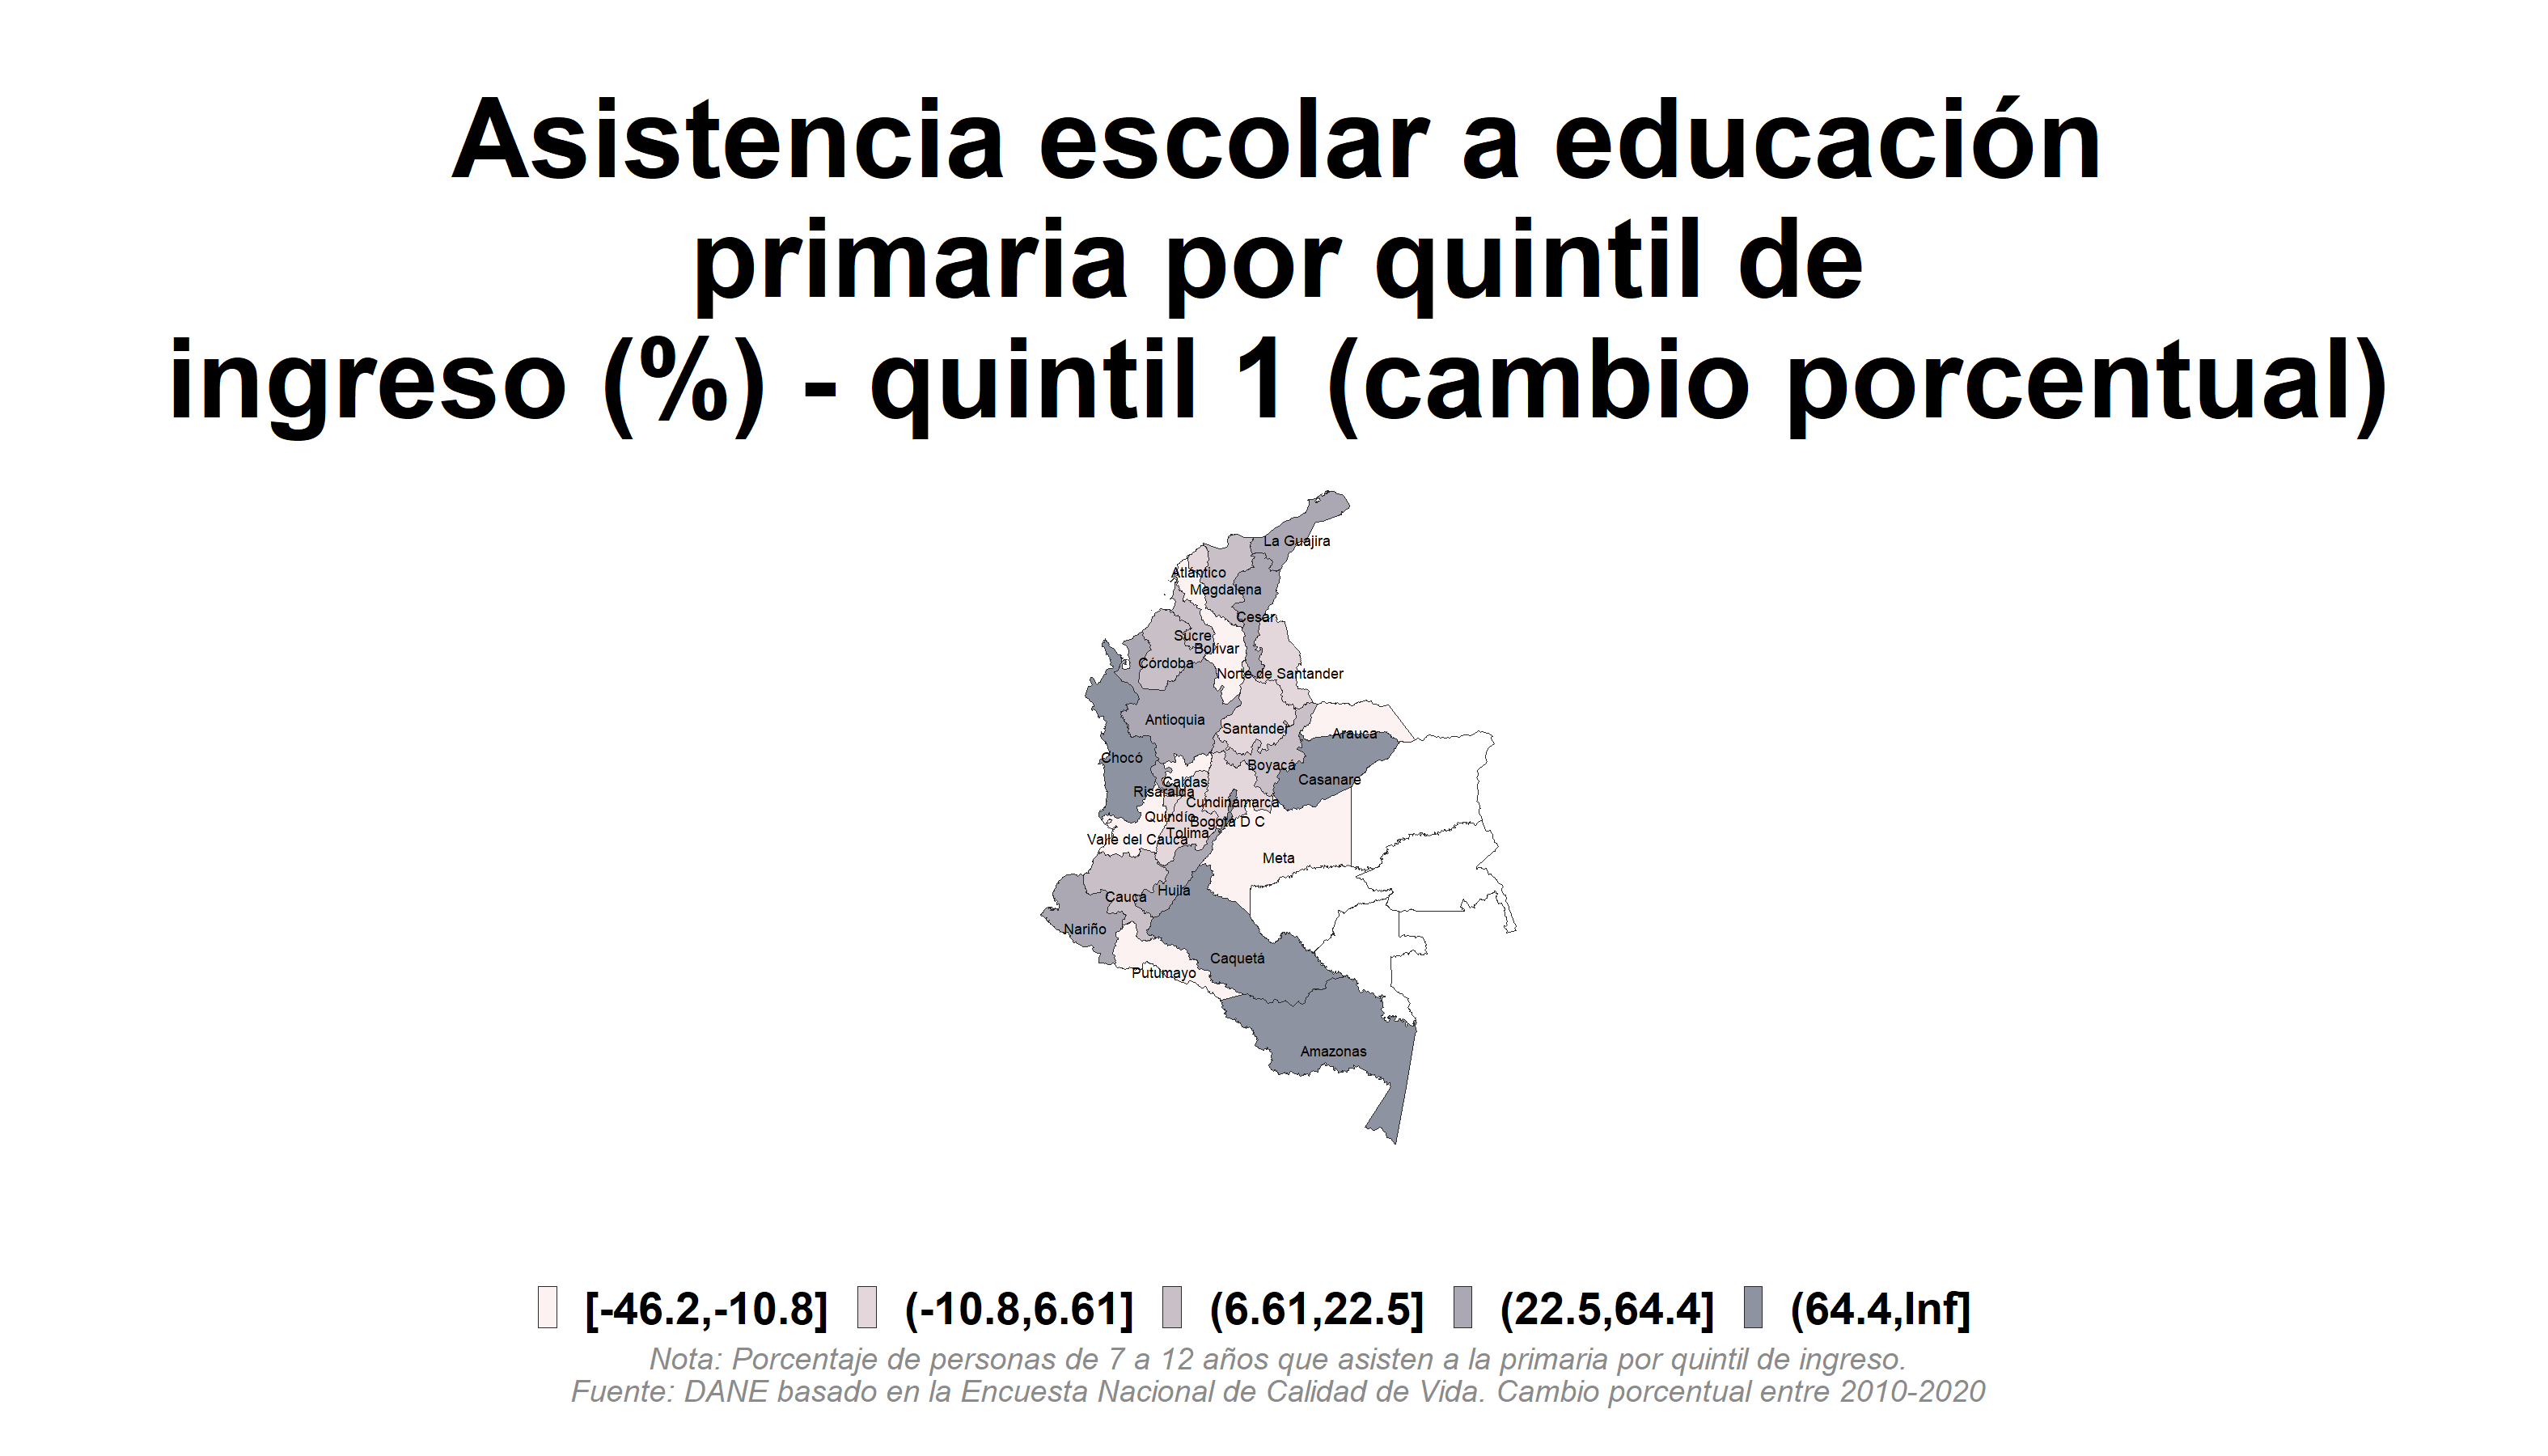 Asistencia escolar a educación
primaria por quintil de
ingreso (%) - quintil 1 (cambio porcentual)
La Guajira
Atlántico
Magdalena
Cesar
Sucre
Bolívar
Córdoba
Norte de Santander
Antioquia
Santander
Arauca
Chocó
Boyacá
Casanare
Caldas
Risaralda
Cundinamarca
Quindío
Bogotá D C
Tolima
Valle del Cauca
Meta
Huila
Cauca
Nariño
Caquetá
Putumayo
Amazonas
[-46.2,-10.8] (-10.8,6.61] (6.61,22.5] (22.5,64.4] (64.4,Inf]
Nota: Porcentaje de personas de 7 a 12 años que asisten a la primaria por quintil de ingreso.
Fuente: DANE basado en la Encuesta Nacional de Calidad de Vida. Cambio porcentual entre 2010-2020